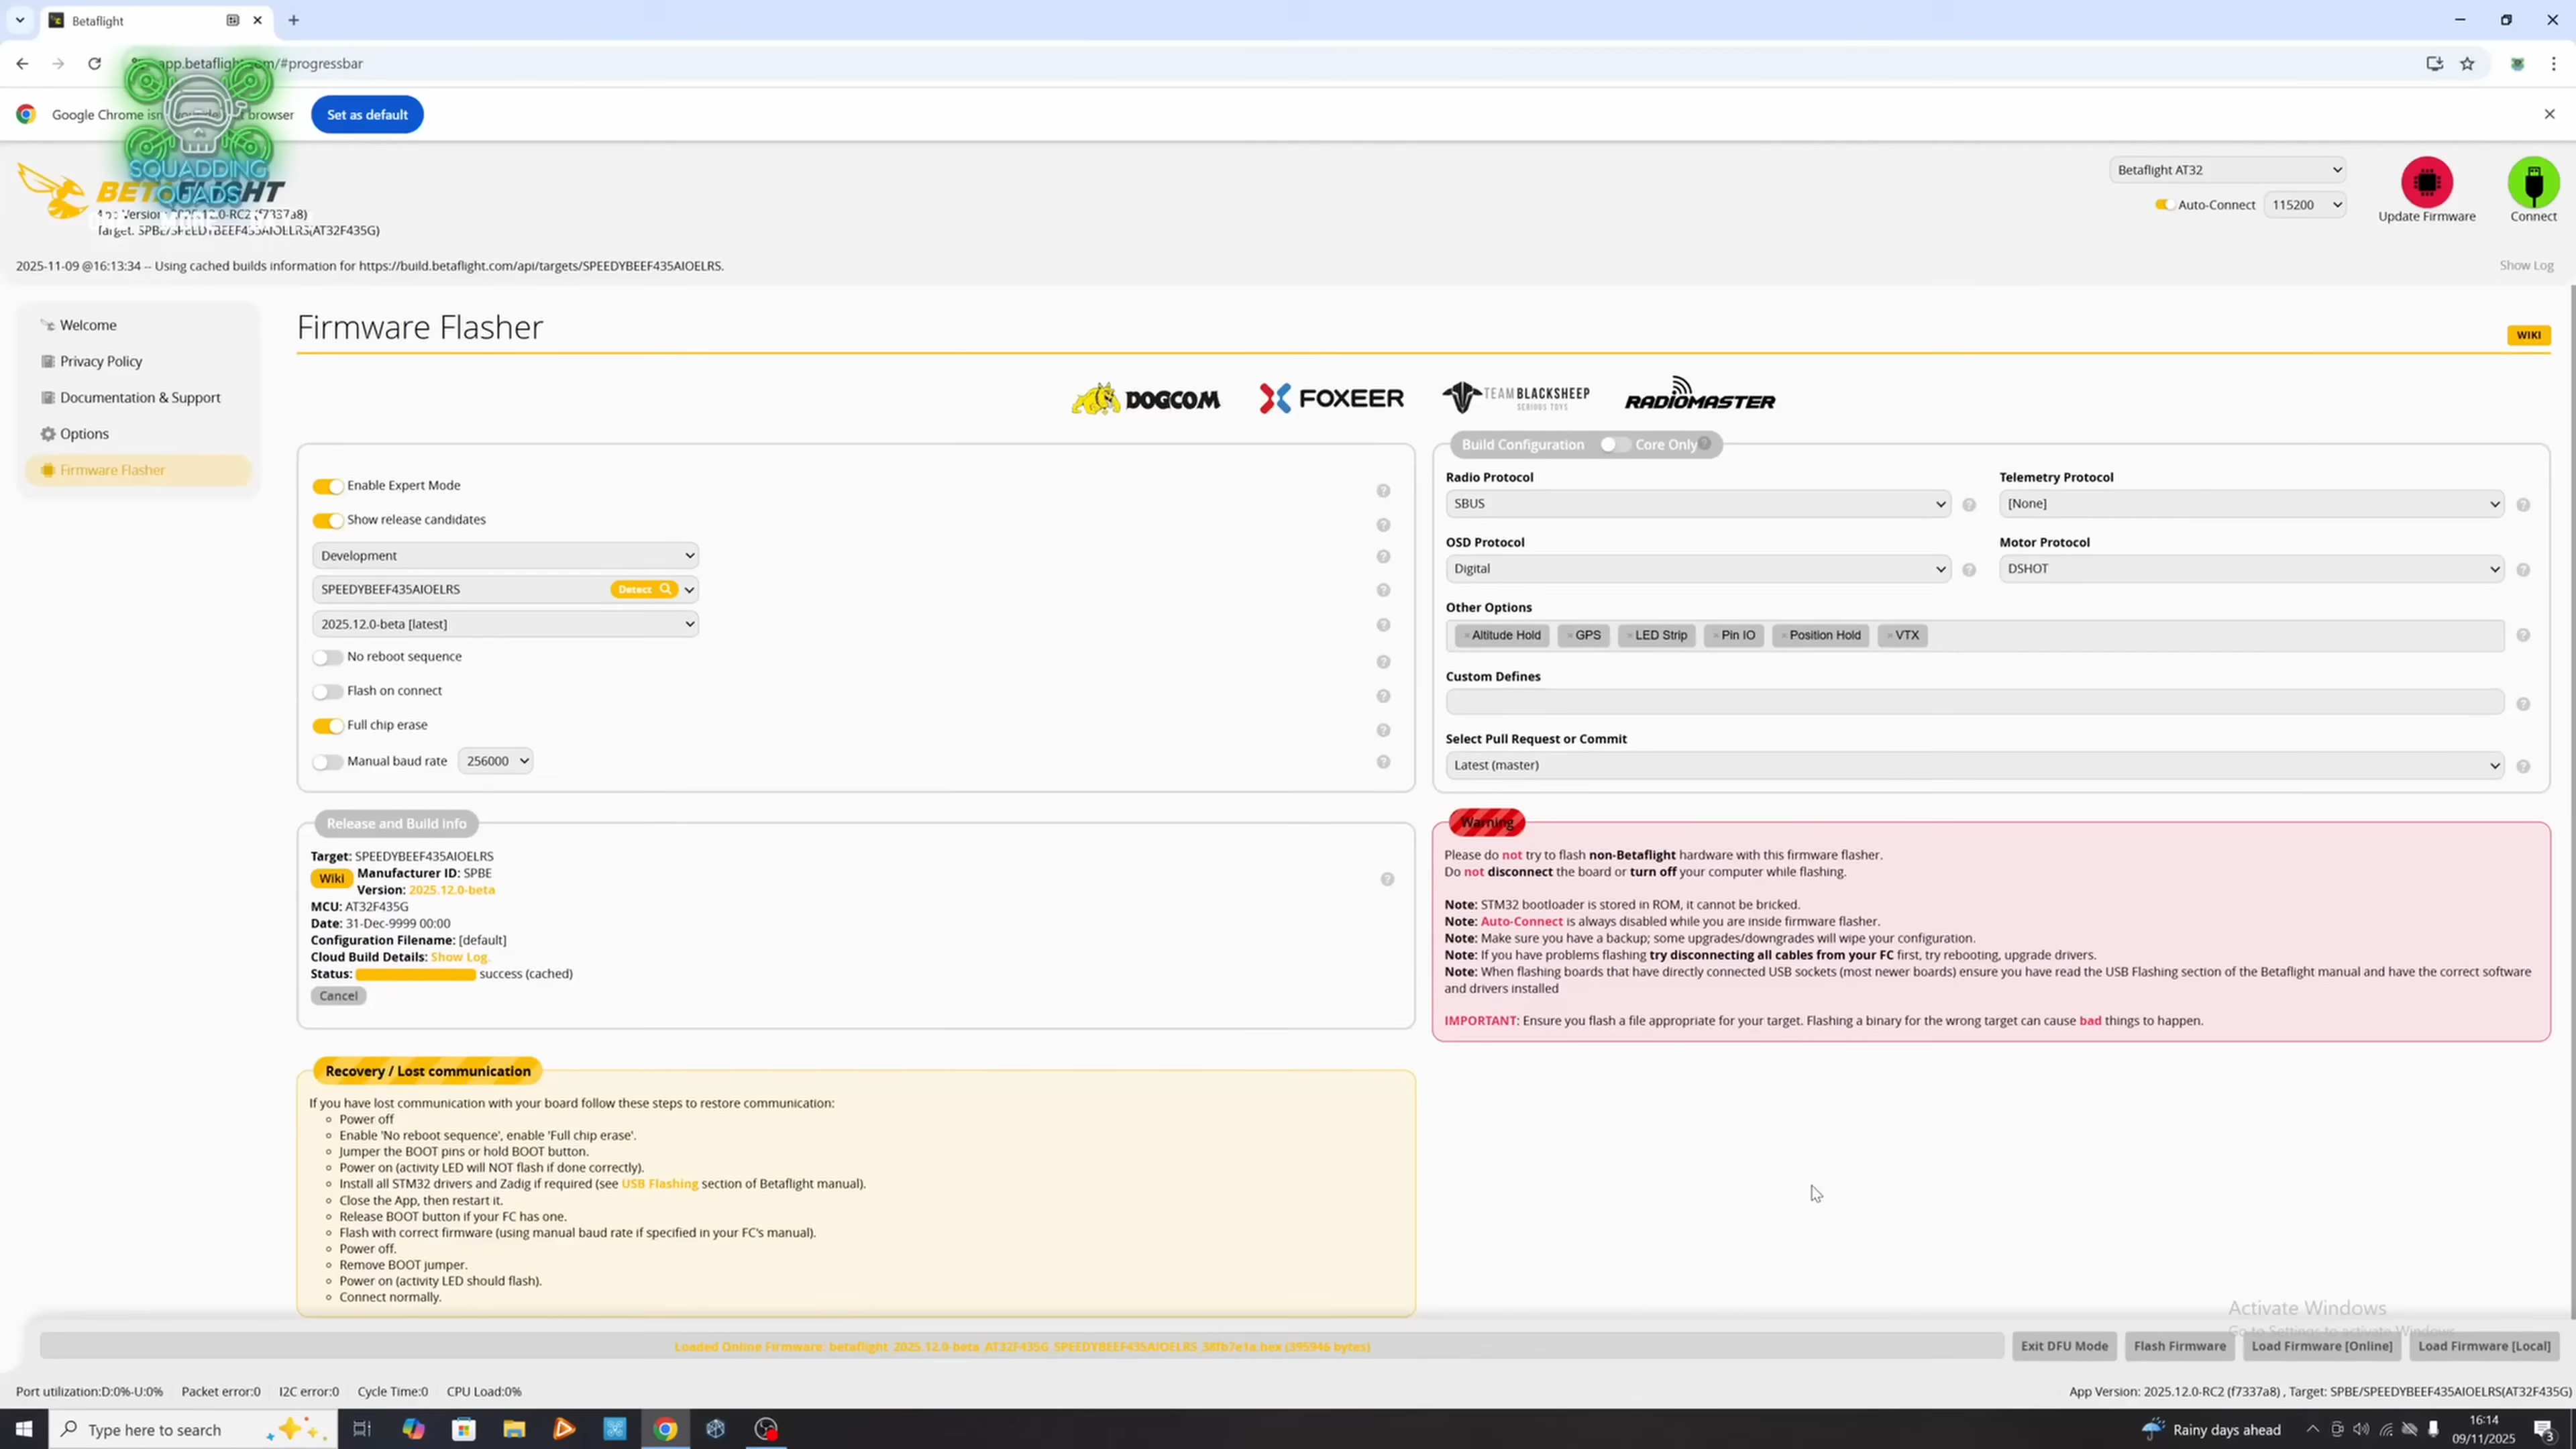 Betaflight
app.betaflight.com/#progressbar
Google Chrome isn't your default browser
Set as default
SQUADDING
QUADS
BETAFLIGHT
App Version: 2025.12.0-RC2 (f7337a8)
Target: SPBE/SPEEDYBEEF435AIOELRS(AT32F435G)
Betaflight AT32
Auto-Connect
115200
Update Firmware
Connect
2025-11-09 @16:13:34 -- Using cached builds information for https://build.betaflight.com/api/targets/SPEEDYBEEF435AIOELRS.
Show Log
Welcome
Privacy Policy
Documentation & Support
Options
Firmware Flasher
Firmware Flasher
WIKI
DOGCOM
FOXEER
TEAM BLACKSHEEP
SERIOUS TOYS
RADIOMASTER
Enable Expert Mode
Show release candidates
Development
SPEEDYBEEF435AIOELRS
Detect
2025.12.0-beta [latest]
No reboot sequence
Flash on connect
Full chip erase
Manual baud rate
256000
Build Configuration
Core Only
Radio Protocol
SBUS
Telemetry Protocol
[None]
OSD Protocol
Digital
Motor Protocol
DSHOT
Other Options
× Altitude Hold × GPS × LED Strip × Pin IO × Position Hold × VTX
Custom Defines
Select Pull Request or Commit
Latest (master)
Release and Build info
Target: SPEEDYBEEF435AIOELRS
Wiki
Manufacturer ID: SPBE
Version: 2025.12.0-beta
MCU: AT32F435G
Date: 31-Dec-9999 00:00
Configuration Filename: [default]
Cloud Build Details: Show Log.
Status: success (cached)
Cancel
Warning
Please do not try to flash non-Betaflight hardware with this firmware flasher.
Do not disconnect the board or turn off your computer while flashing.
Note: STM32 bootloader is stored in ROM, it cannot be bricked.
Note: Auto-Connect is always disabled while you are inside firmware flasher.
Note: Make sure you have a backup; some upgrades/downgrades will wipe your configuration.
Note: If you have problems flashing try disconnecting all cables from your FC first, try rebooting, upgrade drivers.
Note: When flashing boards that have directly connected USB sockets (most newer boards) ensure you have read the USB Flashing section of the Betaflight manual and have the correct software
and drivers installed
IMPORTANT: Ensure you flash a file appropriate for your target. Flashing a binary for the wrong target can cause bad things to happen.
Recovery / Lost communication
If you have lost communication with your board follow these steps to restore communication:
Power off
Enable 'No reboot sequence', enable 'Full chip erase'.
Jumper the BOOT pins or hold BOOT button.
Power on (activity LED will NOT flash if done correctly).
Install all STM32 drivers and Zadig if required (see USB Flashing section of Betaflight manual).
Close the App, then restart it.
Release BOOT button if your FC has one.
Flash with correct firmware (using manual baud rate if specified in your FC's manual).
Power off.
Remove BOOT jumper.
Power on (activity LED should flash).
Connect normally.
Activate Windows
Go to Settings to activate Windows.
Loaded Online Firmware: betaflight_2025.12.0-beta_AT32F435G_SPEEDYBEEF435AIOELRS_38fb7e1a.hex (395946 bytes)
Exit DFU Mode
Flash Firmware
Load Firmware [Online]
Load Firmware [Local]
Port utilization:D:0%-U:0% Packet error:0 I2C error:0 Cycle Time:0 CPU Load:0%
App Version: 2025.12.0-RC2 (f7337a8) , Target: SPBE/SPEEDYBEEF435AIOELRS(AT32F435G)
Type here to search
Rainy days ahead
16:14
09/11/2025
3